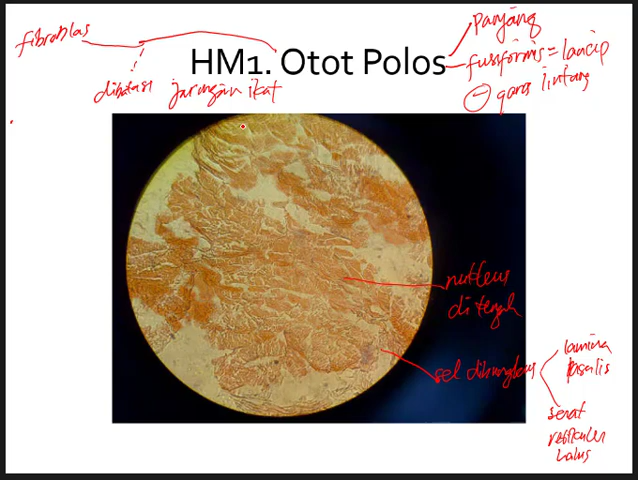 fibroblas
dibatasi jaringan ikat
HM1. Otot Polos
Panjang
fusiformis = lancip
⊖ garis lintang
nucleus
di tengah
sel dibungkus
lamina
basalis
serat
retikuler
halus